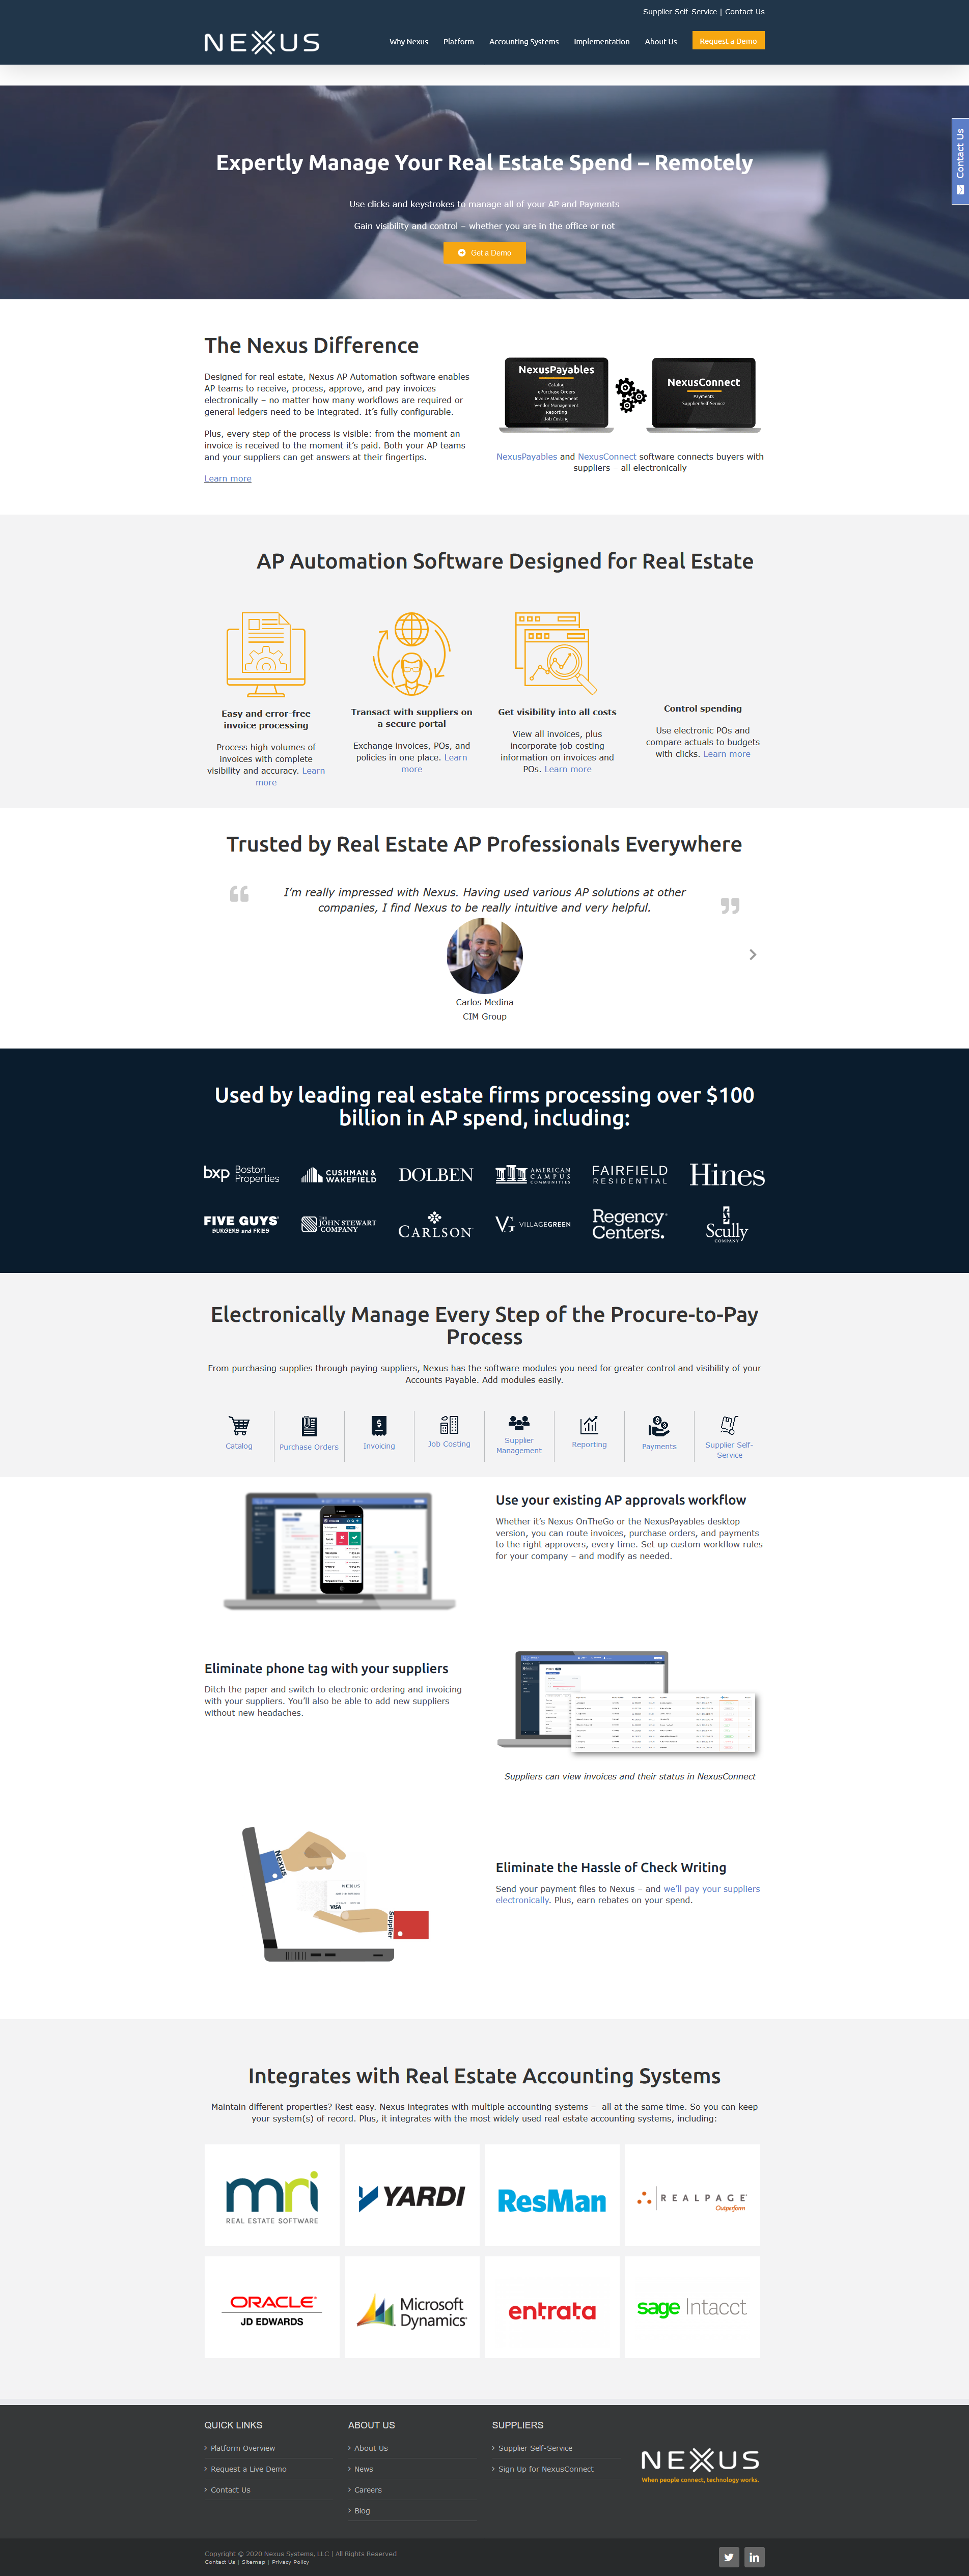 Supplier Self-Service | Contact Us
NEXUS
Why Nexus
Platform
Accounting Systems
Implementation
About Us
Request a Demo
Contact Us
Expertly Manage Your Real Estate Spend – Remotely
Use clicks and keystrokes to manage all of your AP and Payments
Gain visibility and control – whether you are in the office or not
Get a Demo
The Nexus Difference
Designed for real estate, Nexus AP Automation software enables
AP teams to receive, process, approve, and pay invoices
electronically – no matter how many workflows are required or
general ledgers need to be integrated. It's fully configurable.
Plus, every step of the process is visible: from the moment an
invoice is received to the moment it's paid. Both your AP teams
and your suppliers can get answers at their fingertips.
Learn more
NexusPayables
Catalog
ePurchase Orders
Invoice Management
Vendor Management
Reporting
Job Costing
NexusConnect
Payments
Supplier Self Service
NexusPayables and NexusConnect software connects buyers with
suppliers – all electronically
AP Automation Software Designed for Real Estate
Easy and error-free
invoice processing
Process high volumes of
invoices with complete
visibility and accuracy. Learn
more
Transact with suppliers on
a secure portal
Exchange invoices, POs, and
policies in one place. Learn
more
Get visibility into all costs
View all invoices, plus
incorporate job costing
information on invoices and
POs. Learn more
Control spending
Use electronic POs and
compare actuals to budgets
with clicks. Learn more
Trusted by Real Estate AP Professionals Everywhere
I'm really impressed with Nexus. Having used various AP solutions at other
companies, I find Nexus to be really intuitive and very helpful.
Carlos Medina
CIM Group
Used by leading real estate firms processing over $100
billion in AP spend, including:
bxp Boston
Properties
CUSHMAN &
WAKEFIELD
DOLBEN
AMERICAN
CAMPUS
COMMUNITIES
FAIRFIELD
RESIDENTIAL
Hines
FIVE GUYS
BURGERS and FRIES
THE
JOHN STEWART
COMPANY
CARLSON
VG VILLAGEGREEN
Regency
Centers.
Scully
COMPANY
Electronically Manage Every Step of the Procure-to-Pay
Process
From purchasing supplies through paying suppliers, Nexus has the software modules you need for greater control and visibility of your
Accounts Payable. Add modules easily.
Catalog
Purchase Orders
Invoicing
Job Costing
Supplier
Management
Reporting
Payments
Supplier Self-
Service
Use your existing AP approvals workflow
Whether it's Nexus OnTheGo or the NexusPayables desktop
version, you can route invoices, purchase orders, and payments
to the right approvers, every time. Set up custom workflow rules
for your company – and modify as needed.
Eliminate phone tag with your suppliers
Ditch the paper and switch to electronic ordering and invoicing
with your suppliers. You'll also be able to add new suppliers
without new headaches.
Suppliers can view invoices and their status in NexusConnect
Nexus
NEXUS
VISA
Supplier
Eliminate the Hassle of Check Writing
Send your payment files to Nexus – and we'll pay your suppliers
electronically. Plus, earn rebates on your spend.
Integrates with Real Estate Accounting Systems
Maintain different properties? Rest easy. Nexus integrates with multiple accounting systems – all at the same time. So you can keep
your system(s) of record. Plus, it integrates with the most widely used real estate accounting systems, including:
mri
REAL ESTATE SOFTWARE
YARDI
ResMan
REALPAGE
Outperform
ORACLE
JD EDWARDS
Microsoft
Dynamics
entrata
sage Intacct
QUICK LINKS
Platform Overview
Request a Live Demo
Contact Us
ABOUT US
About Us
News
Careers
Blog
SUPPLIERS
Supplier Self-Service
Sign Up for NexusConnect
NEXUS
When people connect, technology works.
Copyright © 2020 Nexus Systems, LLC | All Rights Reserved
Contact Us | Sitemap | Privacy Policy